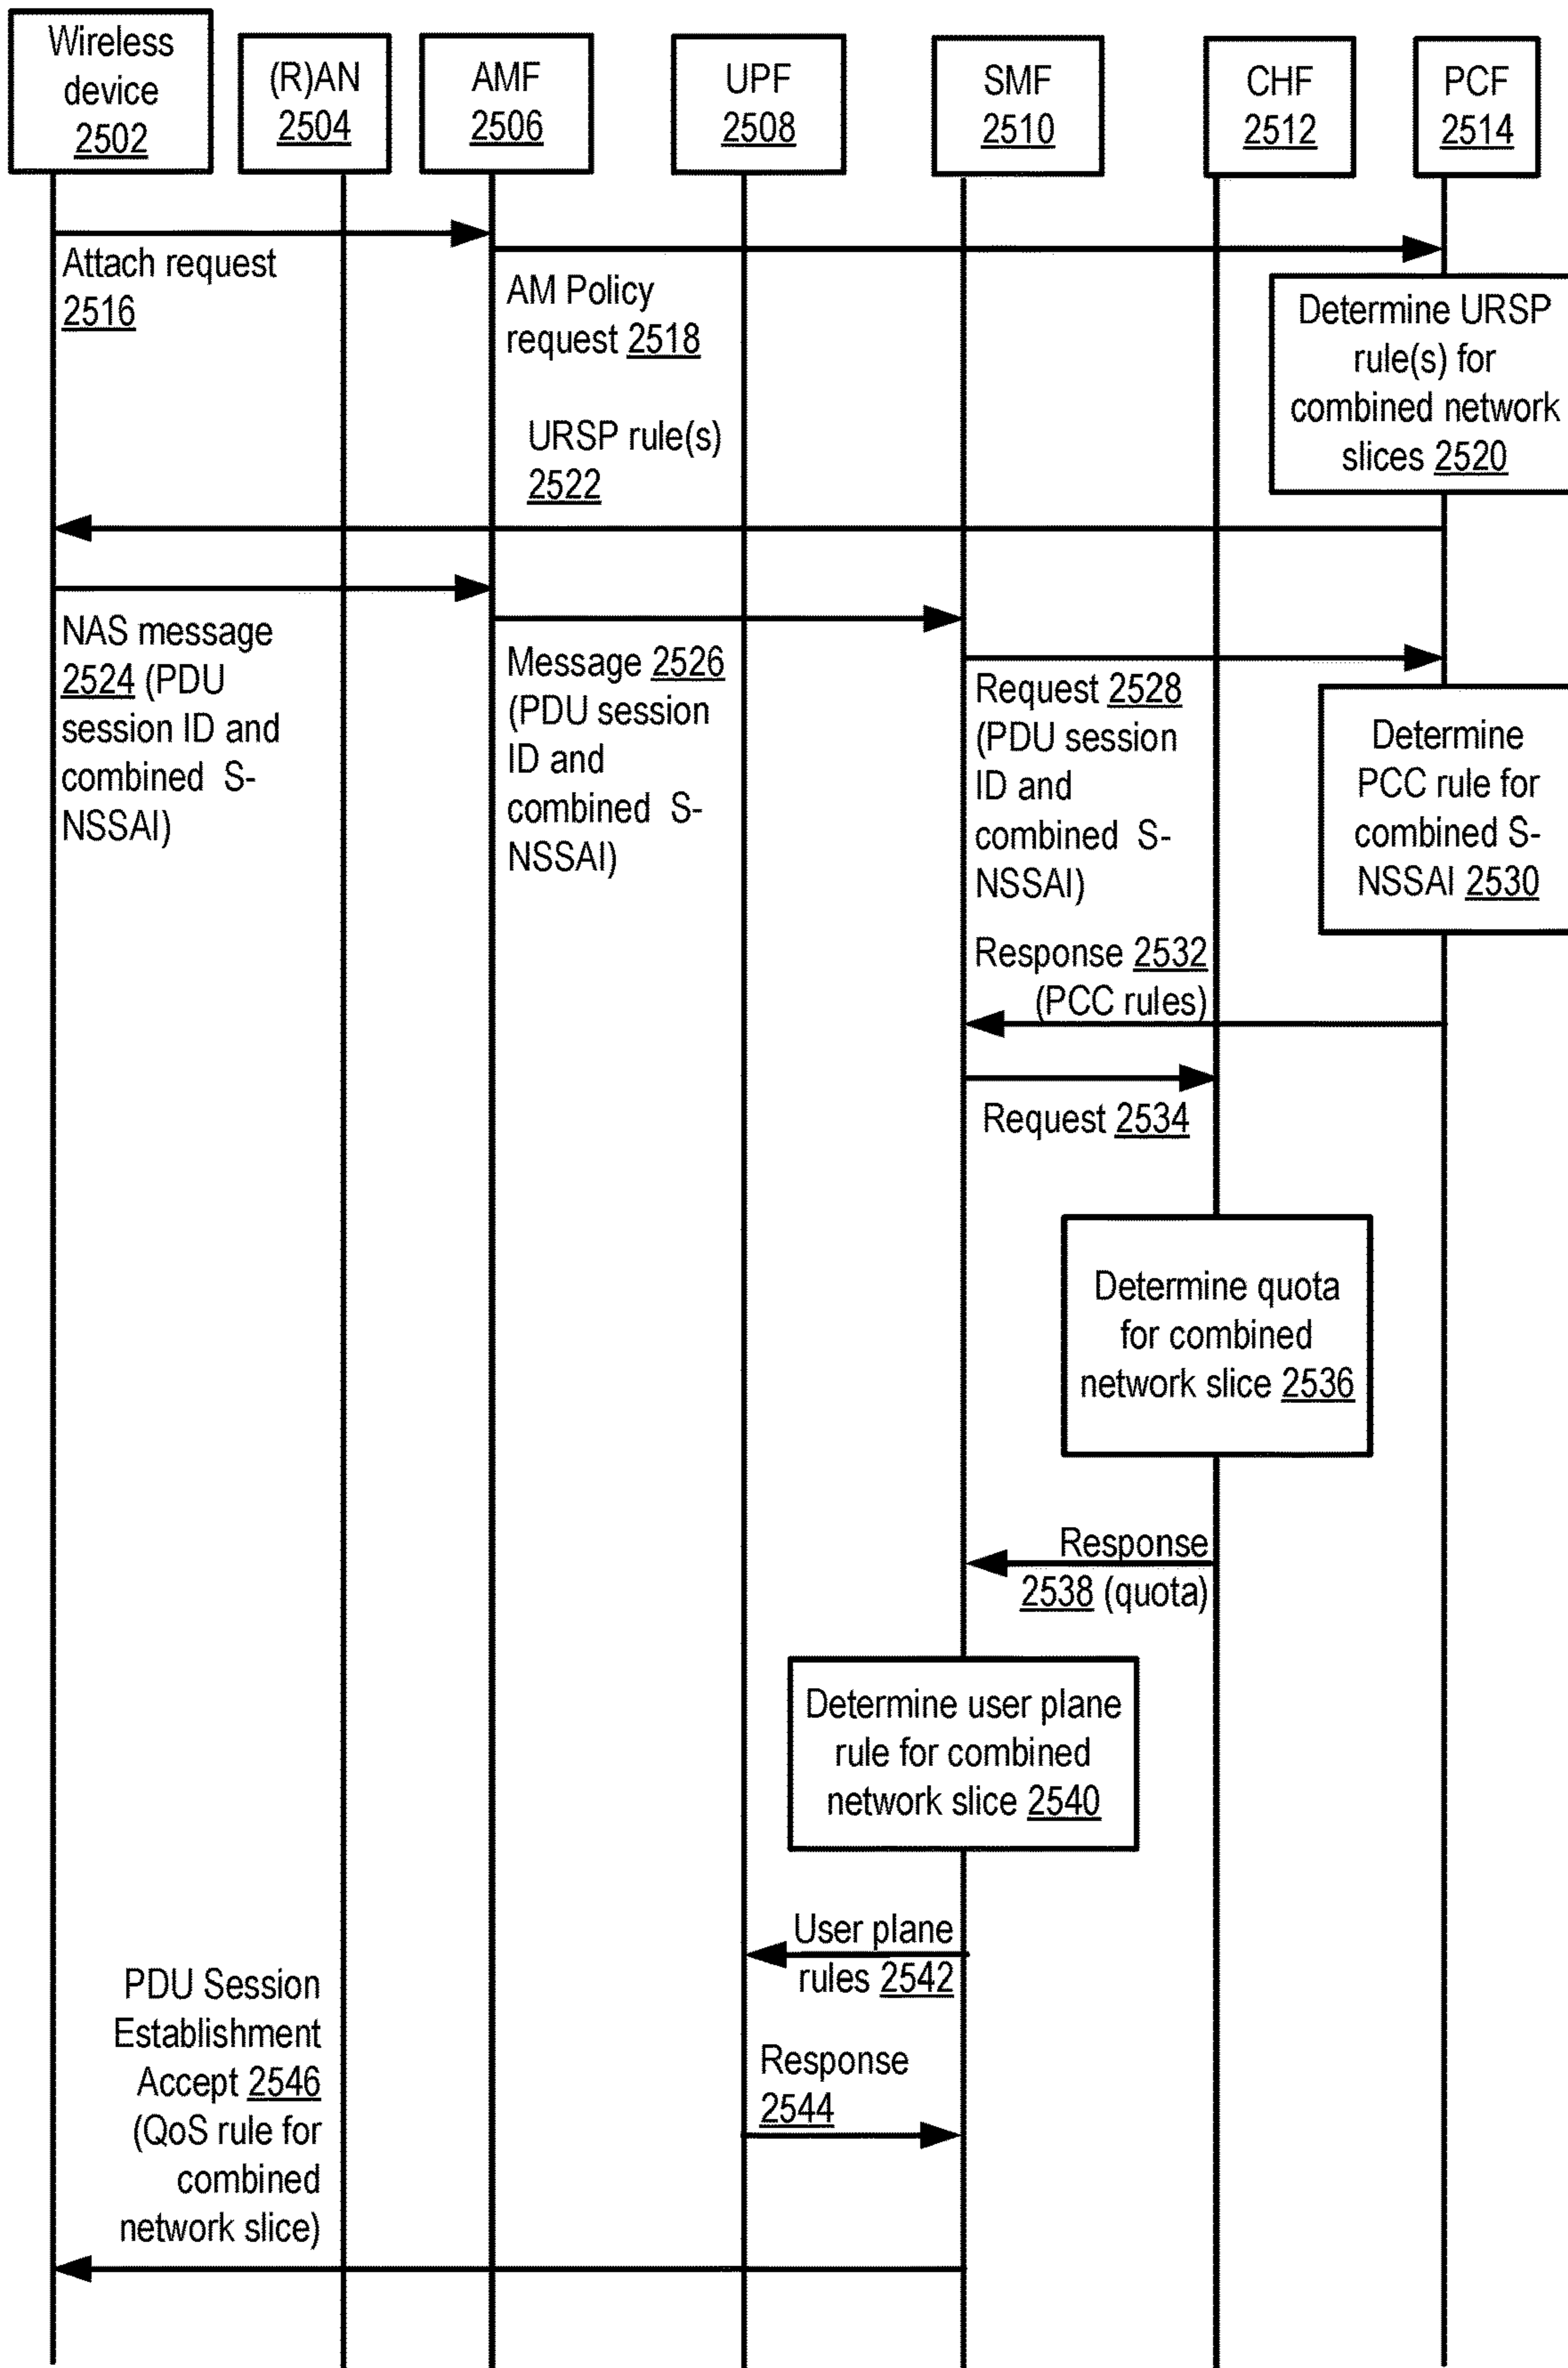 Wireless
device
2502
(R)AN
2504
AMF
2506
UPF
2508
SMF
2510
CHF
2512
PCF
2514
Attach request
2516
AM Policy
request 2518
Determine URSP
rule(s) for
combined network
slices 2520
URSP rule(s)
2522
NAS message
2524 (PDU
session ID and
combined S-
NSSAI)
Message 2526
(PDU session
ID and
combined S-
NSSAI)
Request 2528
(PDU session
ID and
combined S-
NSSAI)
Determine
PCC rule for
combined S-
NSSAI 2530
Response 2532
(PCC rules)
Request 2534
Determine quota
for combined
network slice 2536
Response
2538 (quota)
Determine user plane
rule for combined
network slice 2540
User plane
rules 2542
Response
2544
PDU Session
Establishment
Accept 2546
(QoS rule for
combined
network slice)